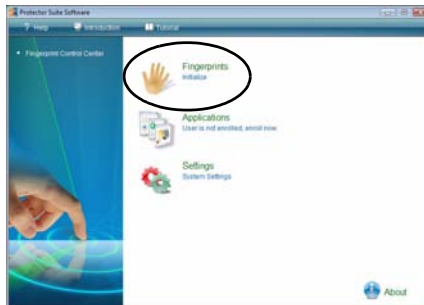 Protector Suite Software
? Help
Introduction
Tutorial
Fingerprint Control Center
Fingerprints
Initialize
Applications
User is not enrolled, enroll now
Settings
System Settings
About